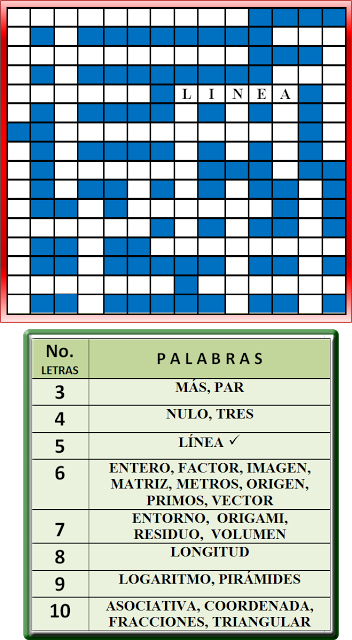 L I N E A
No. LETRAS
PALABRAS
3
MÁS, PAR
4
NULO, TRES
5
LÍNEA ✓
6
ENTERO, FACTOR, IMAGEN,
MATRIZ, METROS, ORIGEN,
PRIMOS, VECTOR
7
ENTORNO, ORIGAMI,
RESIDUO, VOLUMEN
8
LONGITUD
9
LOGARITMO, PIRÁMIDES
10
ASOCIATIVA, COORDENADA,
FRACCIONES, TRIANGULAR